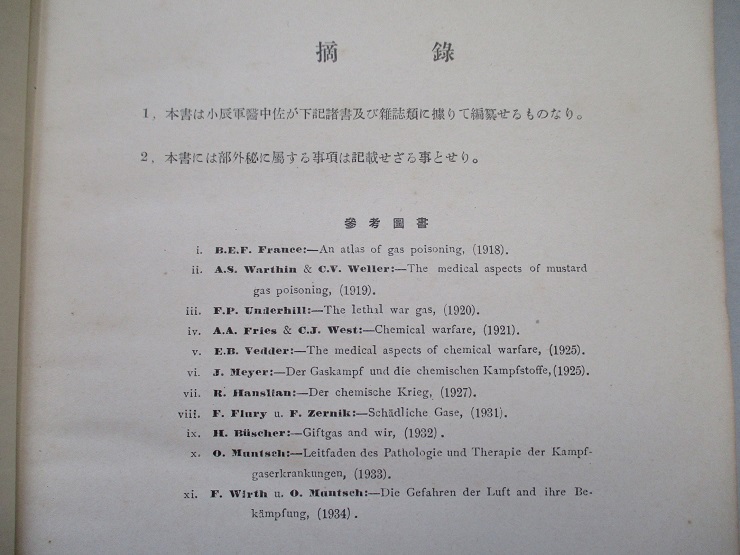 摘錄
1, 本書は小辰軍醫中佐が下記諸書及び雜誌類に據りて編纂せるものなり。
2, 本書には部外秘に屬する事項は記載せざる事とせり。
參考圖書
i. B.E.F. France:—An atlas of gas poisoning, (1918).
ii. A.S. Warthin & C.V. Weller:—The medical aspects of mustard
gas poisoning, (1919).
iii. F.P. Underhill:—The lethal war gas, (1920).
iv. A.A. Fries & C.J. West:—Chemical warfare, (1921).
v. E.B. Vedder:—The medical aspects of chemical warfare, (1925).
vi. J. Meyer:—Der Gaskampf und die chemischen Kampfstoffe,(1925).
vii. R. Hanslian:—Der chemische Krieg, (1927).
viii. F. Flury u. F. Zernik:—Schädliche Gase, (1931).
ix. H. Büscher:—Giftgas and wir, (1932).
x. O. Muntsch:—Leitfaden des Pathologie und Therapie der Kampf-
gaserkrankungen, (1933).
xi. F. Wirth u. O. Muntsch:—Die Gefahren der Luft and ihre Be-
kämpfung, (1934).